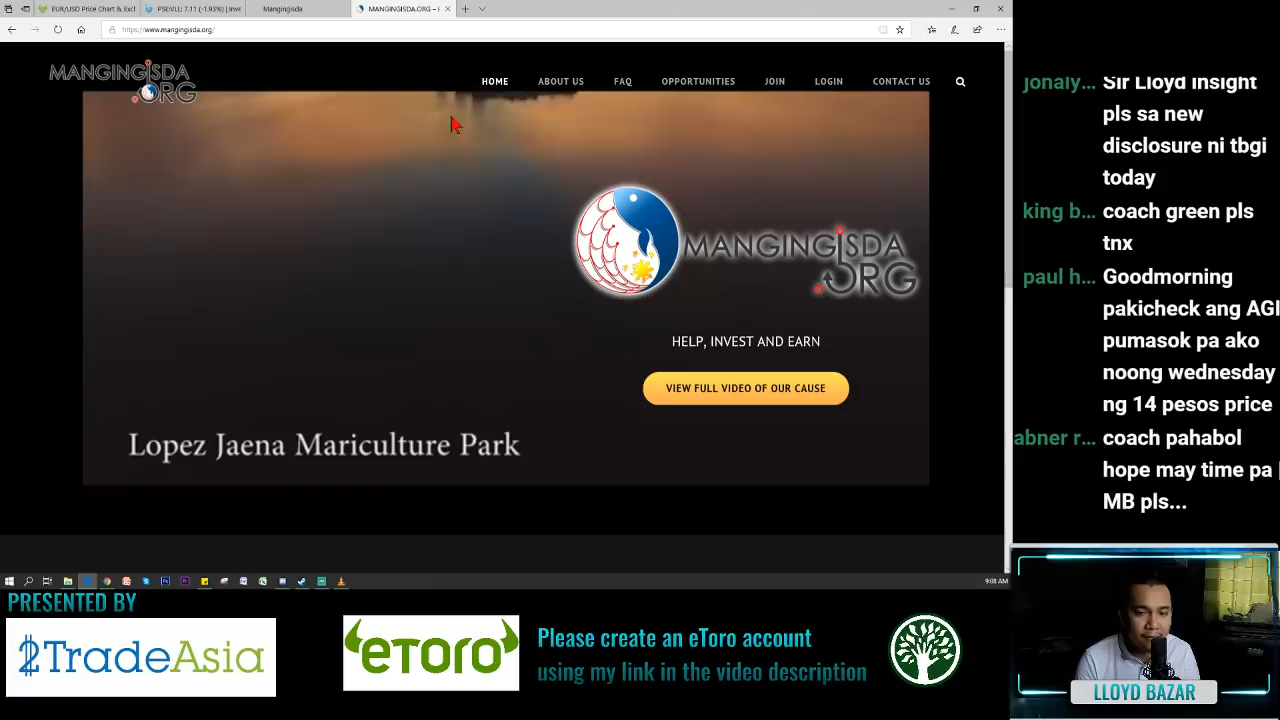 EUR/USD Price Chart & Excl
PSE:VLL: 7.11 (-1.93%) | Inve
Mangingisda
MANGINGISDA.ORG – I
https://www.mangingisda.org/
MANGINGISDA
.ORG
HOME
ABOUT US
FAQ
OPPORTUNITIES
JOIN
LOGIN
CONTACT US
MANGINGISDA
.ORG
HELP, INVEST AND EARN
VIEW FULL VIDEO OF OUR CAUSE
Lopez Jaena Mariculture Park
9:08 AM
jonaly... Sir Lloyd Insight
pls sa new
disclosure ni tbgi
today
king b... coach green pls
tnx
paul h... Goodmorning
pakicheck ang AGI
pumasok pa ako
noong wednesday
ng 14 pesos price
abner r... coach pahabol
hope may time pa
MB pls...
PRESENTED BY
2TradeAsia
eToro
Please create an eToro account
using my link in the video description
LLOYD BAZAR